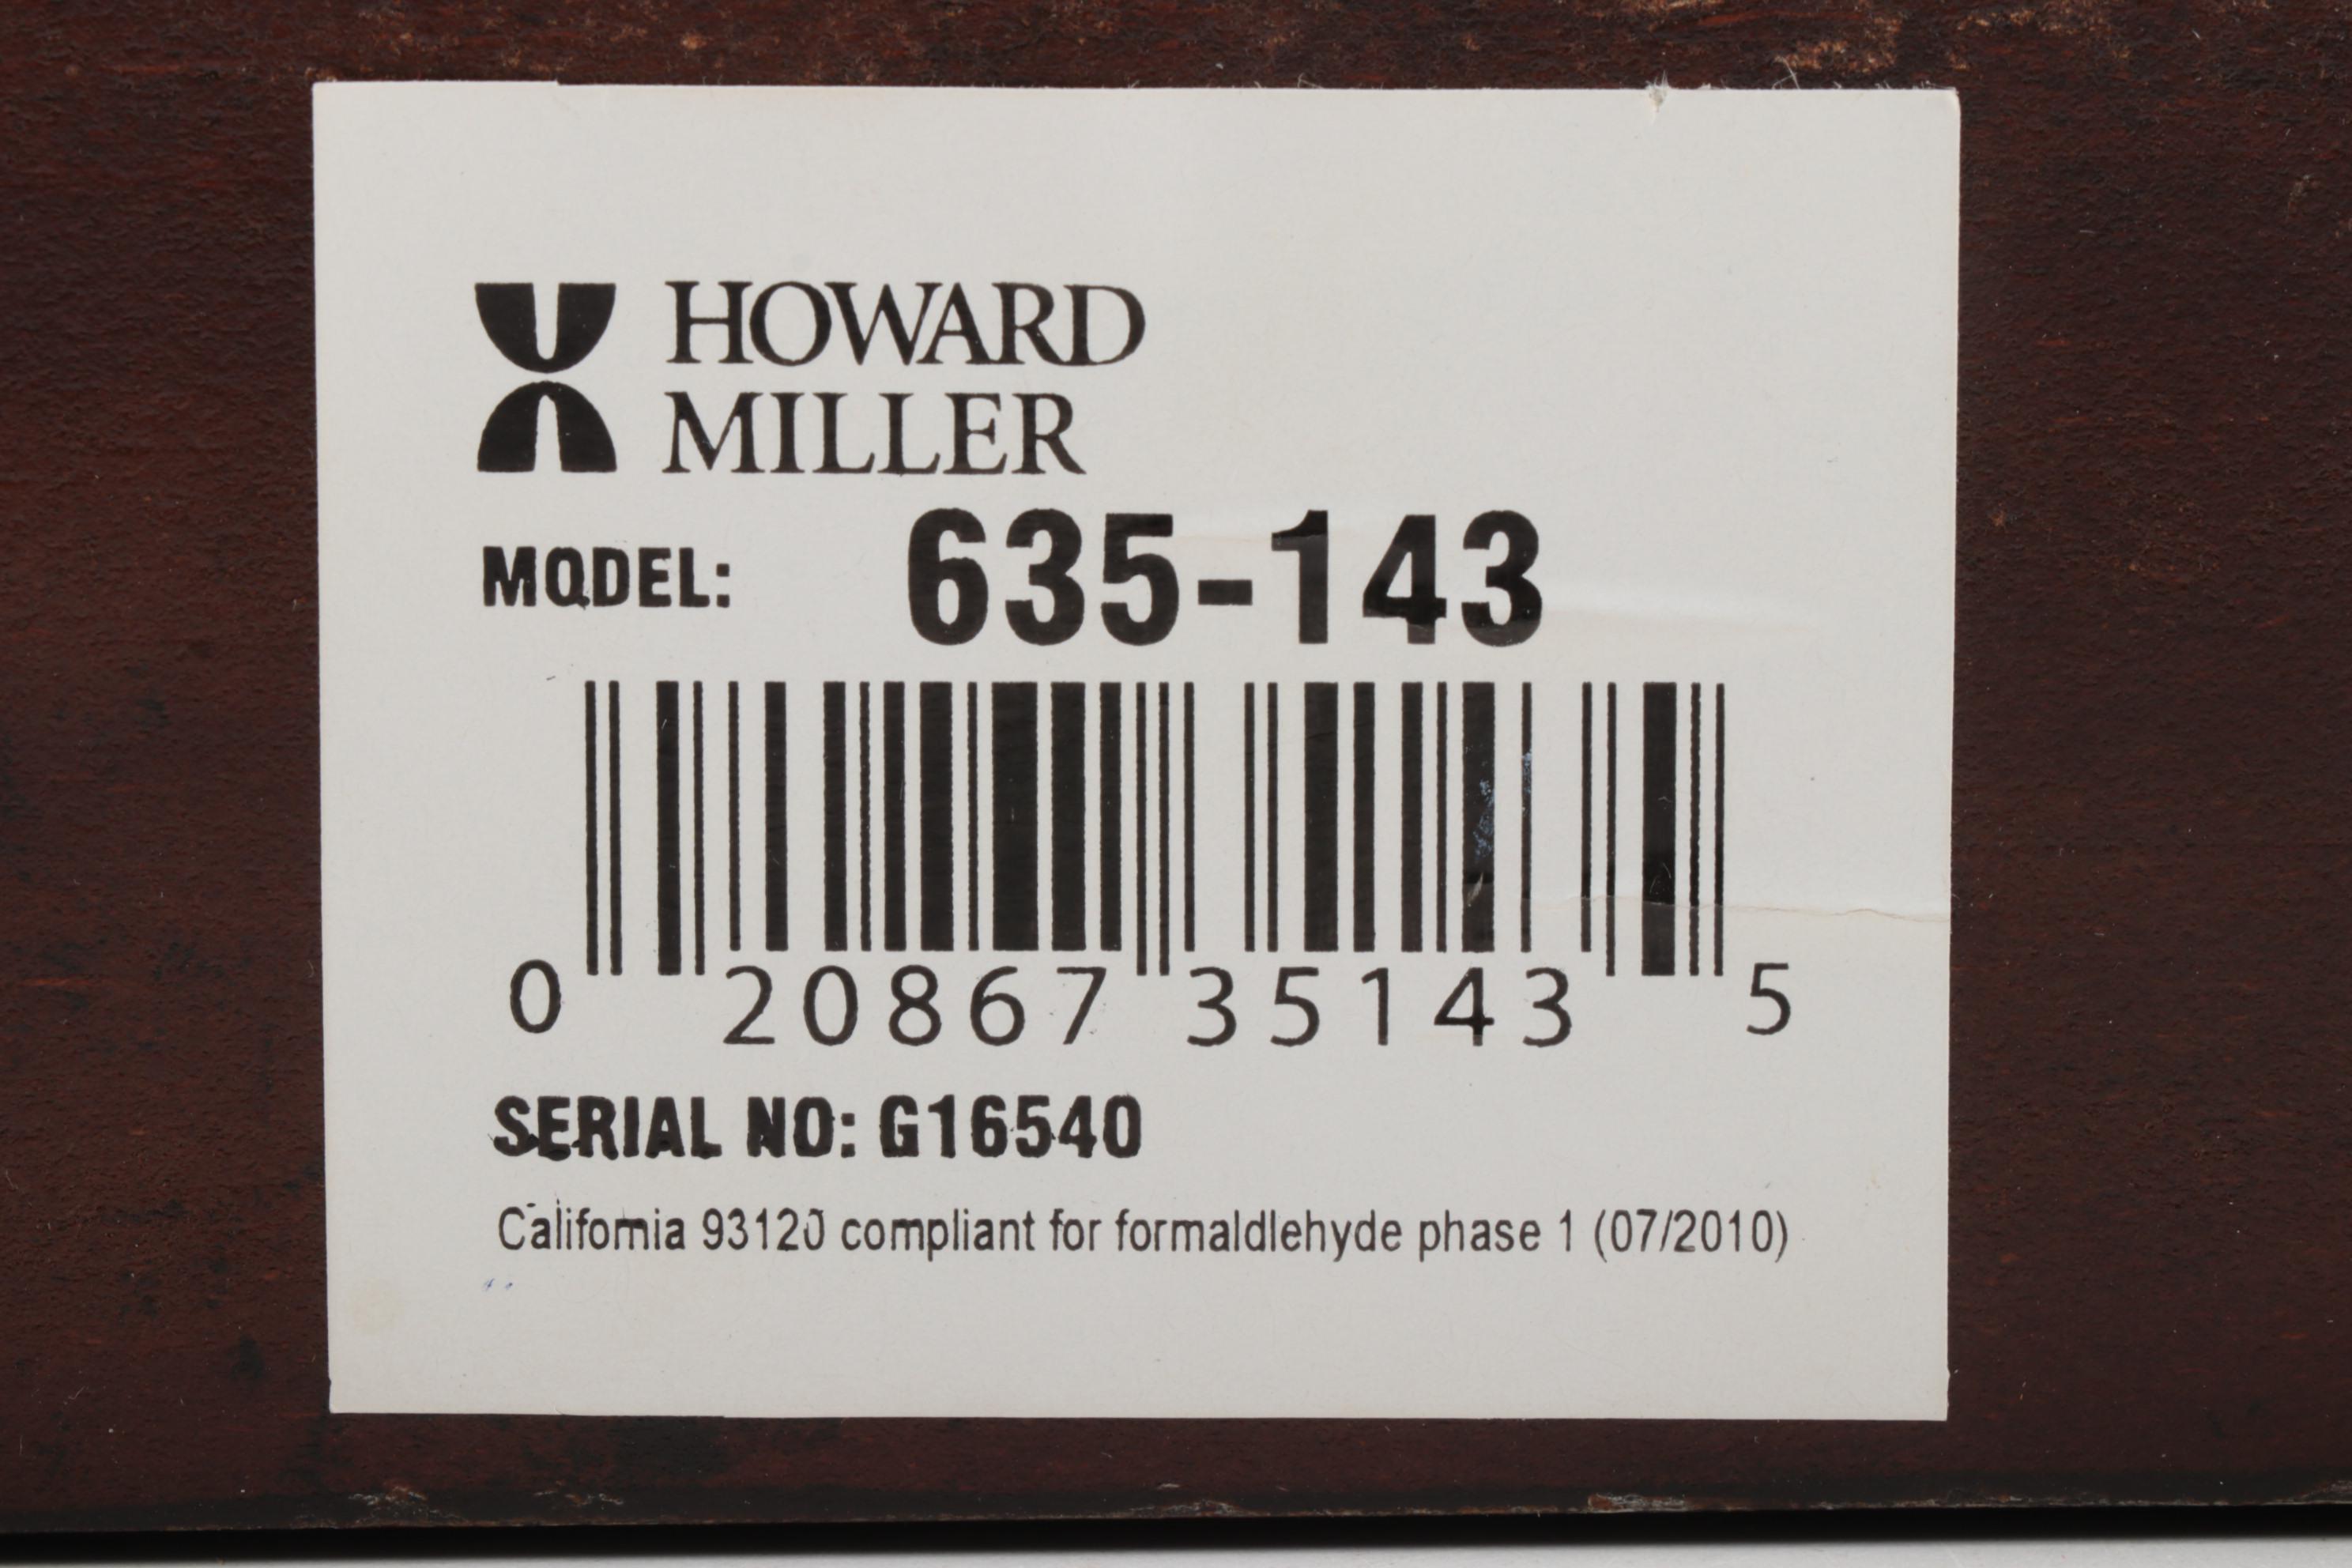 HOWARD
MILLER
MODEL: 635-143
0 20867 35143 5
SERIAL NO: G16540
California 93120 compliant for formaldlehyde phase 1 (07/2010)